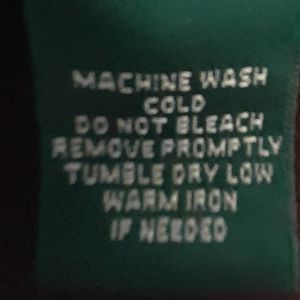 MACHINE WASH
COLD
DO NOT BLEACH
REMOVE PROMPTLY
TUMBLE DRY LOW
WARM IRON
IF NEEDED